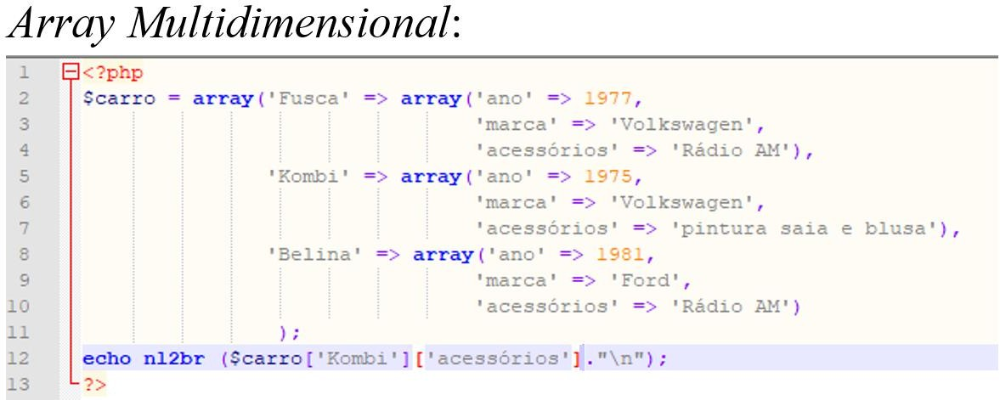 Array Multidimensional:
1 <?php
2 $carro = array('Fusca' => array('ano' => 1977,
3 'marca' => 'Volkswagen',
4 'acessórios' => 'Rádio AM'),
5 'Kombi' => array('ano' => 1975,
6 'marca' => 'Volkswagen',
7 'acessórios' => 'pintura saia e blusa'),
8 'Belina' => array('ano' => 1981,
9 'marca' => 'Ford',
10 'acessórios' => 'Rádio AM')
11 );
12 echo nl2br ($carro['Kombi']['acessórios']."\n");
13 ?>